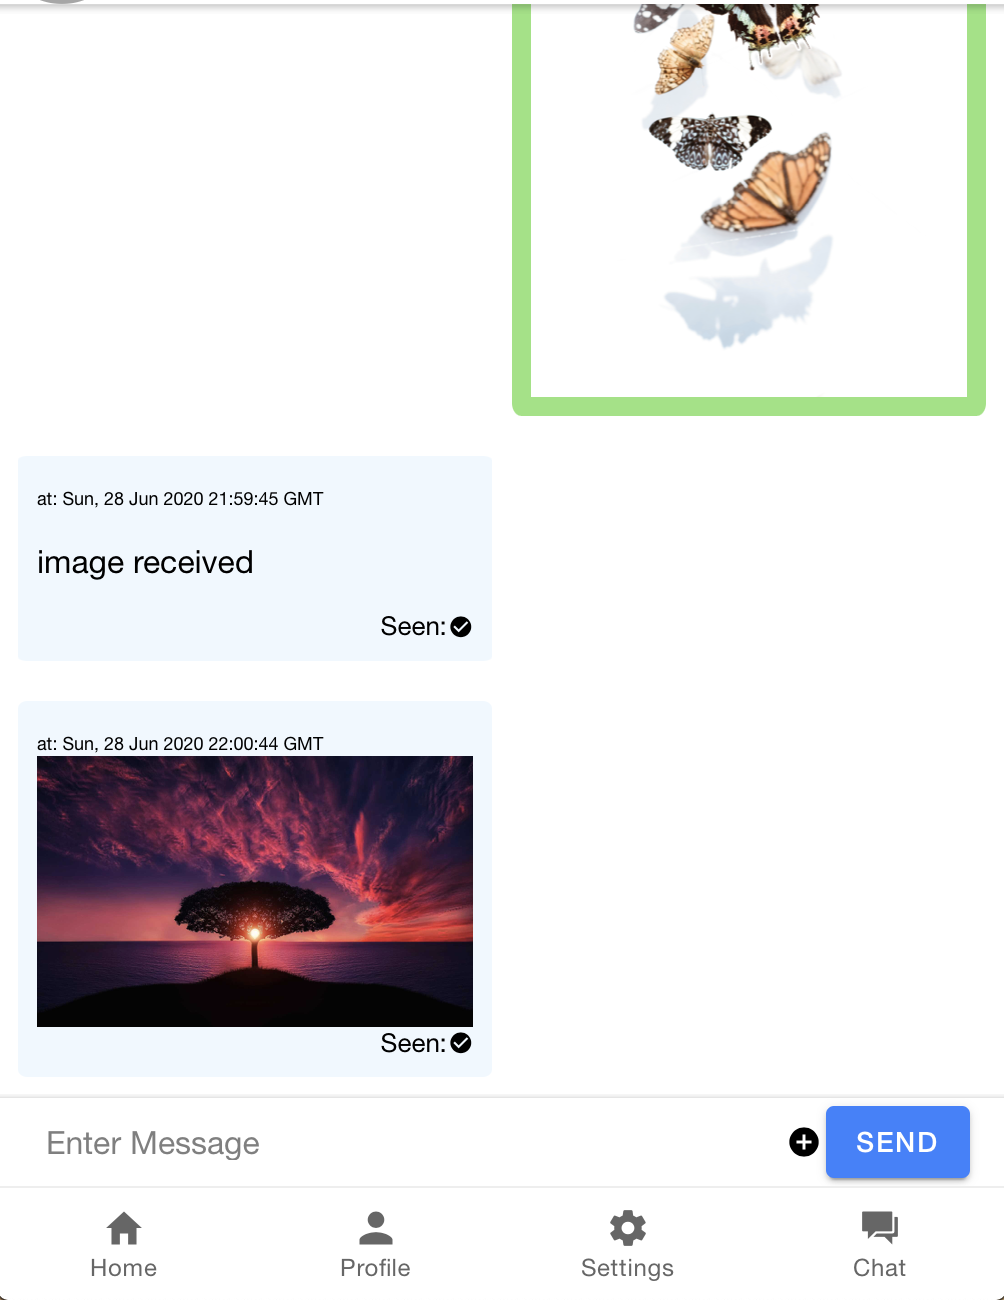 at: Sun, 28 Jun 2020 21:59:45 GMT
image received
Seen:
at: Sun, 28 Jun 2020 22:00:44 GMT
Seen:
Enter Message
SEND
Home
Profile
Settings
Chat